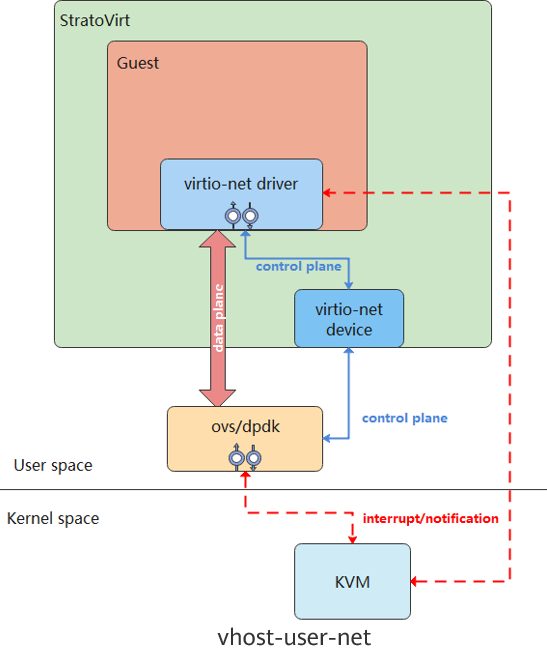 StratoVirt
Guest
virtio-net driver
control plane
data plane
virtio-net
device
control plane
ovs/dpdk
User space
Kernel space
interrupt/notification
KVM
vhost-user-net